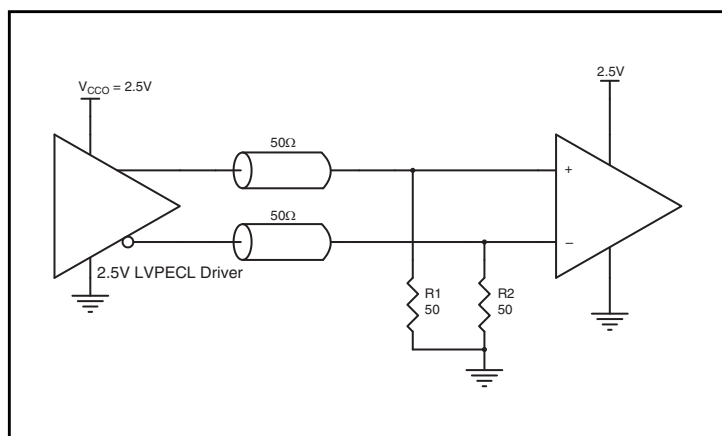 V_CCO = 2.5V
2.5V
50Ω
+
50Ω
–
2.5V LVPECL Driver
R1
50
R2
50